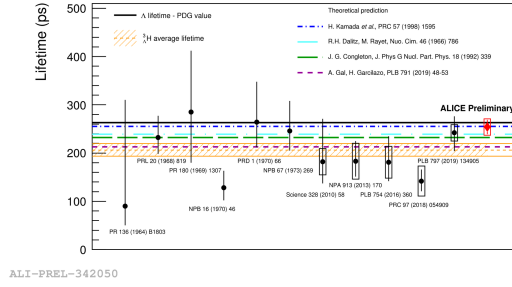 Lifetime (ps)
500
400
300
200
100
0
Λ lifetime - PDG value
³ΛH average lifetime
Theoretical prediction
H. Kamada et al., PRC 57 (1998) 1595
R.H. Dalitz, M. Rayet, Nuo. Cim. 46 (1966) 786
J. G. Congleton, J. Phys G Nucl. Part. Phys. 18 (1992) 339
A. Gal, H. Garcilazo, PLB 791 (2019) 48-53
ALICE Preliminary
PRL 20 (1968) 819
PRD 1 (1970) 66
PLB 797 (2019) 134905
PR 180 (1969) 1307
NPB 67 (1973) 269
NPA 913 (2013) 170
Science 328 (2010) 58
PLB 754 (2016) 360
NPB 16 (1970) 46
PRC 97 (2018) 054909
PR 136 (1964) B1803
ALI-PREL-342050